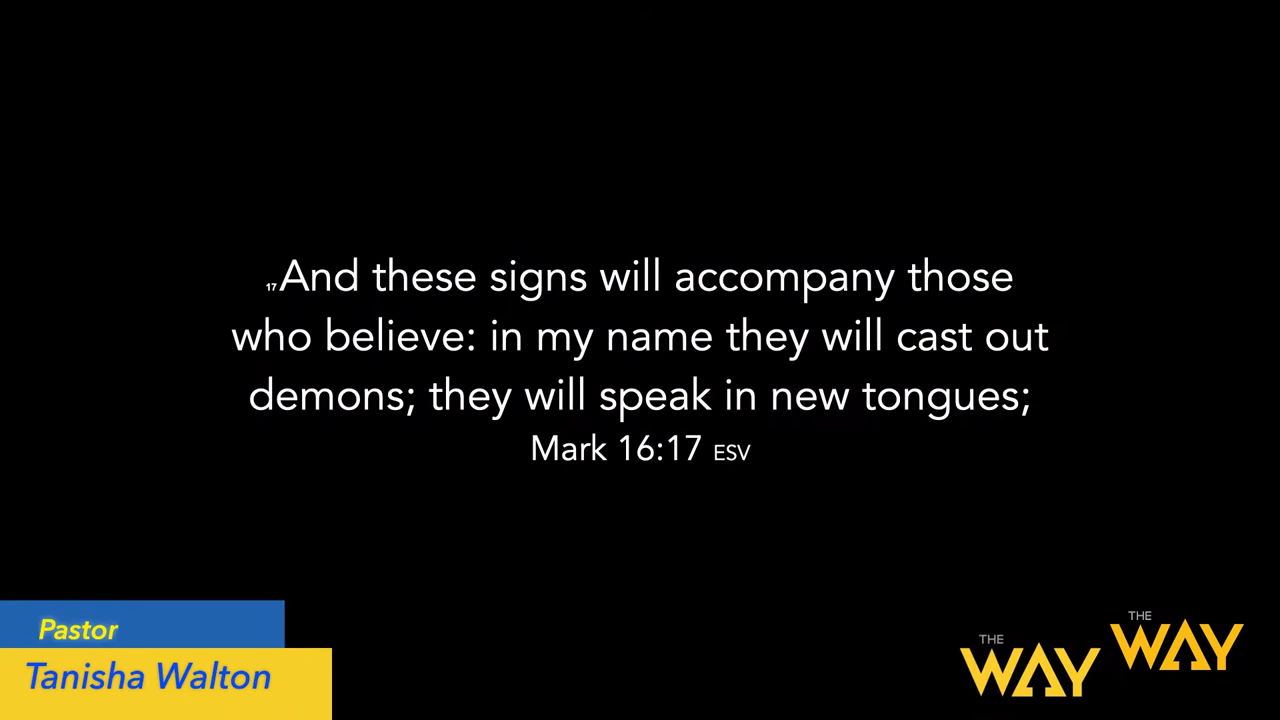 17And these signs will accompany those
who believe: in my name they will cast out
demons; they will speak in new tongues;
Mark 16:17 ESV
Pastor
Tanisha Walton
THE
WAY
THE
WAY